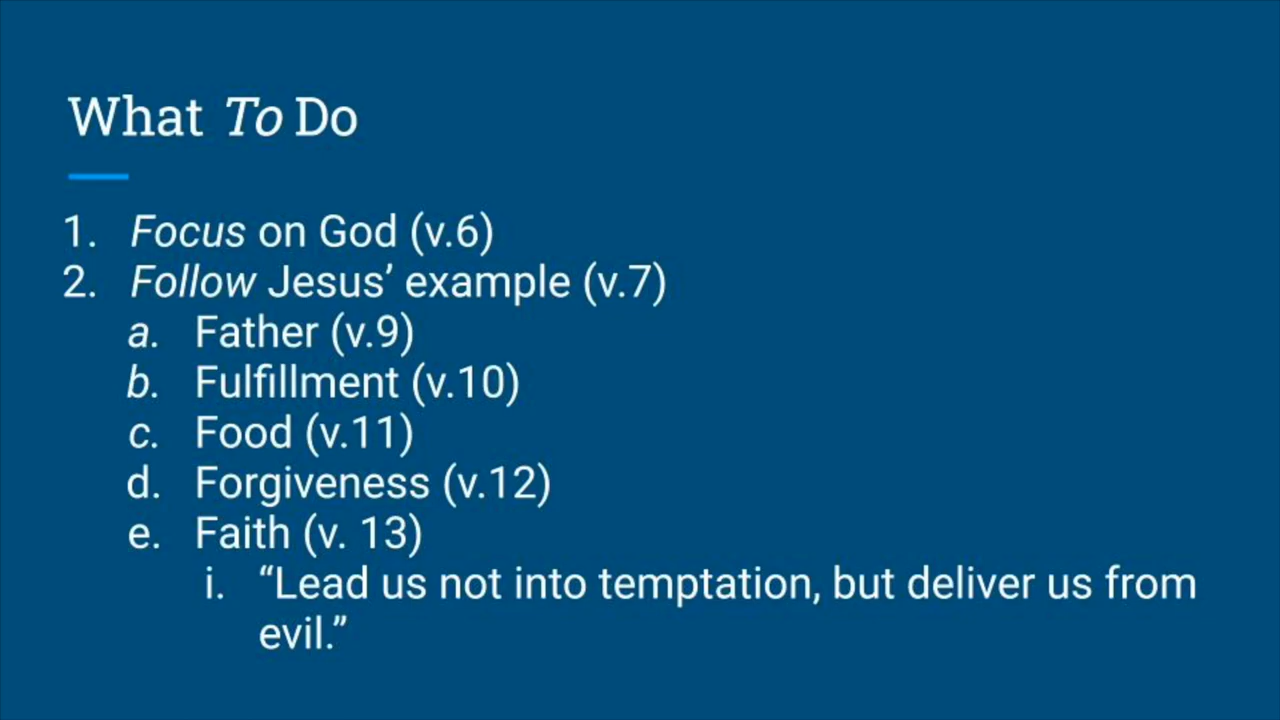 What To Do
1. Focus on God (v.6)
2. Follow Jesus’ example (v.7)
a. Father (v.9)
b. Fulfillment (v.10)
c. Food (v.11)
d. Forgiveness (v.12)
e. Faith (v. 13)
i. “Lead us not into temptation, but deliver us from
evil.”